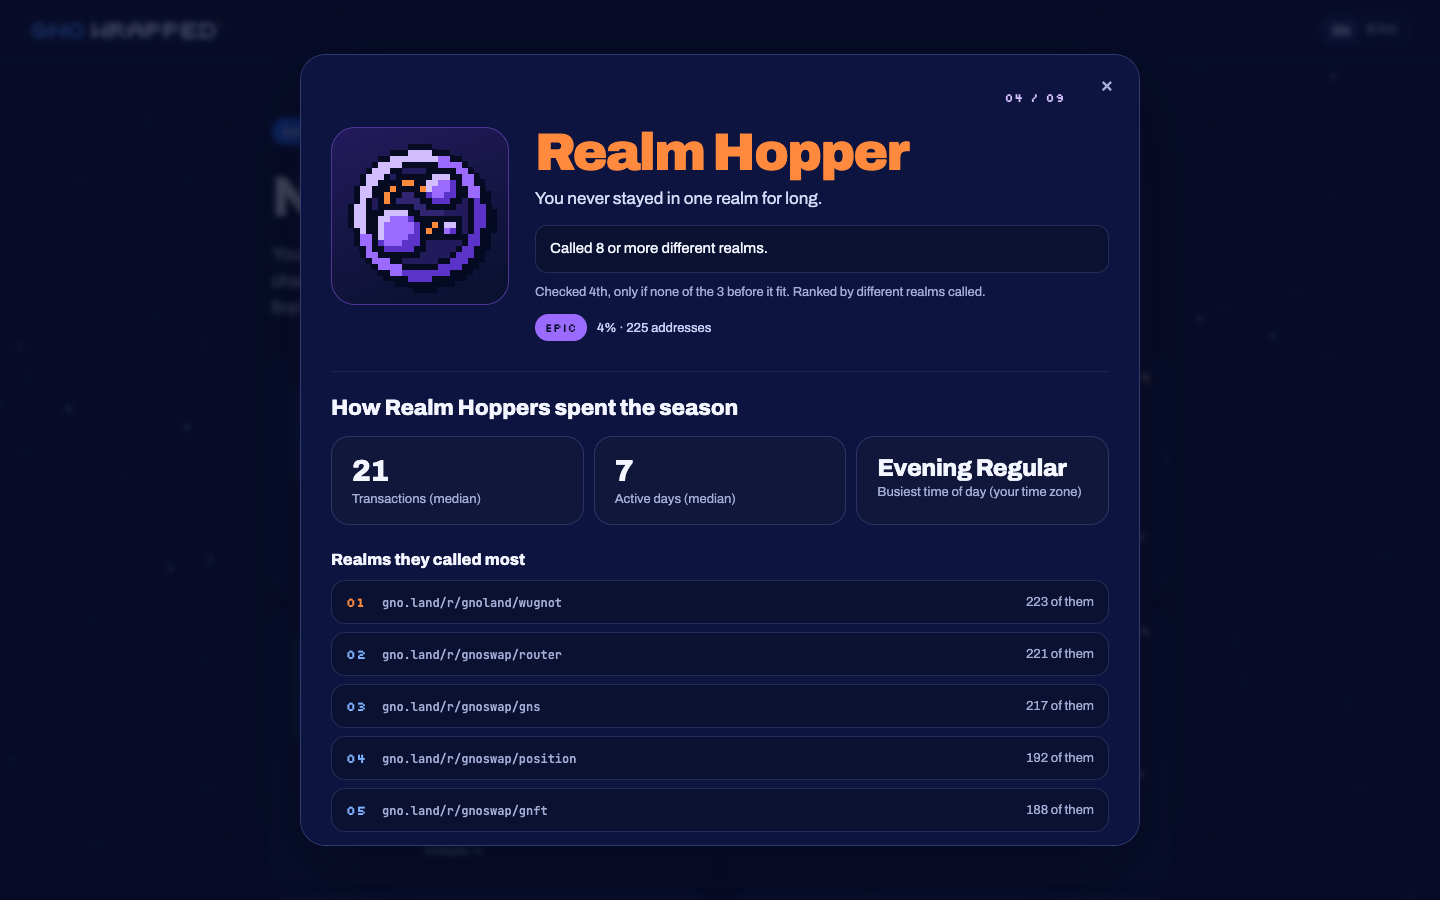 GNO WRAPPED
04 / 09
×
Realm Hopper
You never stayed in one realm for long.
Called 8 or more different realms.
Checked 4th, only if none of the 3 before it fit. Ranked by different realms called.
EPIC
4% · 225 addresses
How Realm Hoppers spent the season
21
Transactions (median)
7
Active days (median)
Evening Regular
Busiest time of day (your time zone)
Realms they called most
01 gno.land/r/gnoland/wugnot 223 of them
02 gno.land/r/gnoswap/router 221 of them
03 gno.land/r/gnoswap/gns 217 of them
04 gno.land/r/gnoswap/position 192 of them
05 gno.land/r/gnoswap/gnft 188 of them